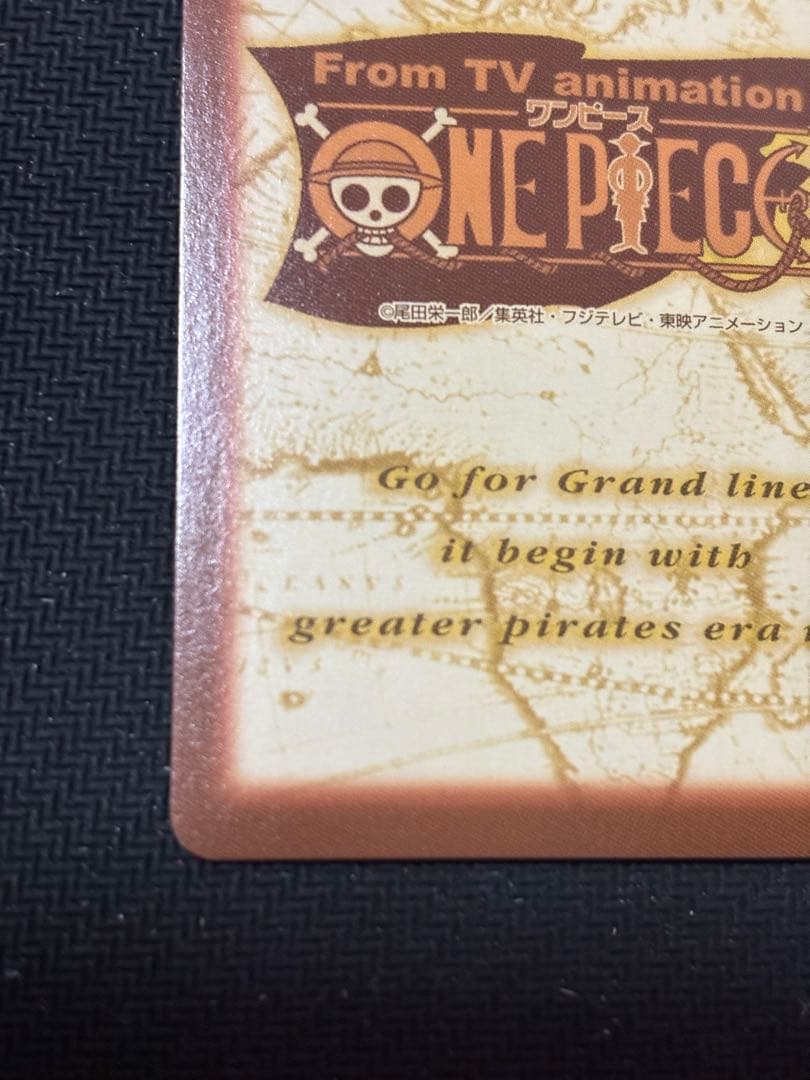 From TV animation
ワンピース
ONE PIECE
©尾田栄一郎／集英社・フジテレビ・東映アニメーション
Go for Grand line
it begin with
greater pirates era